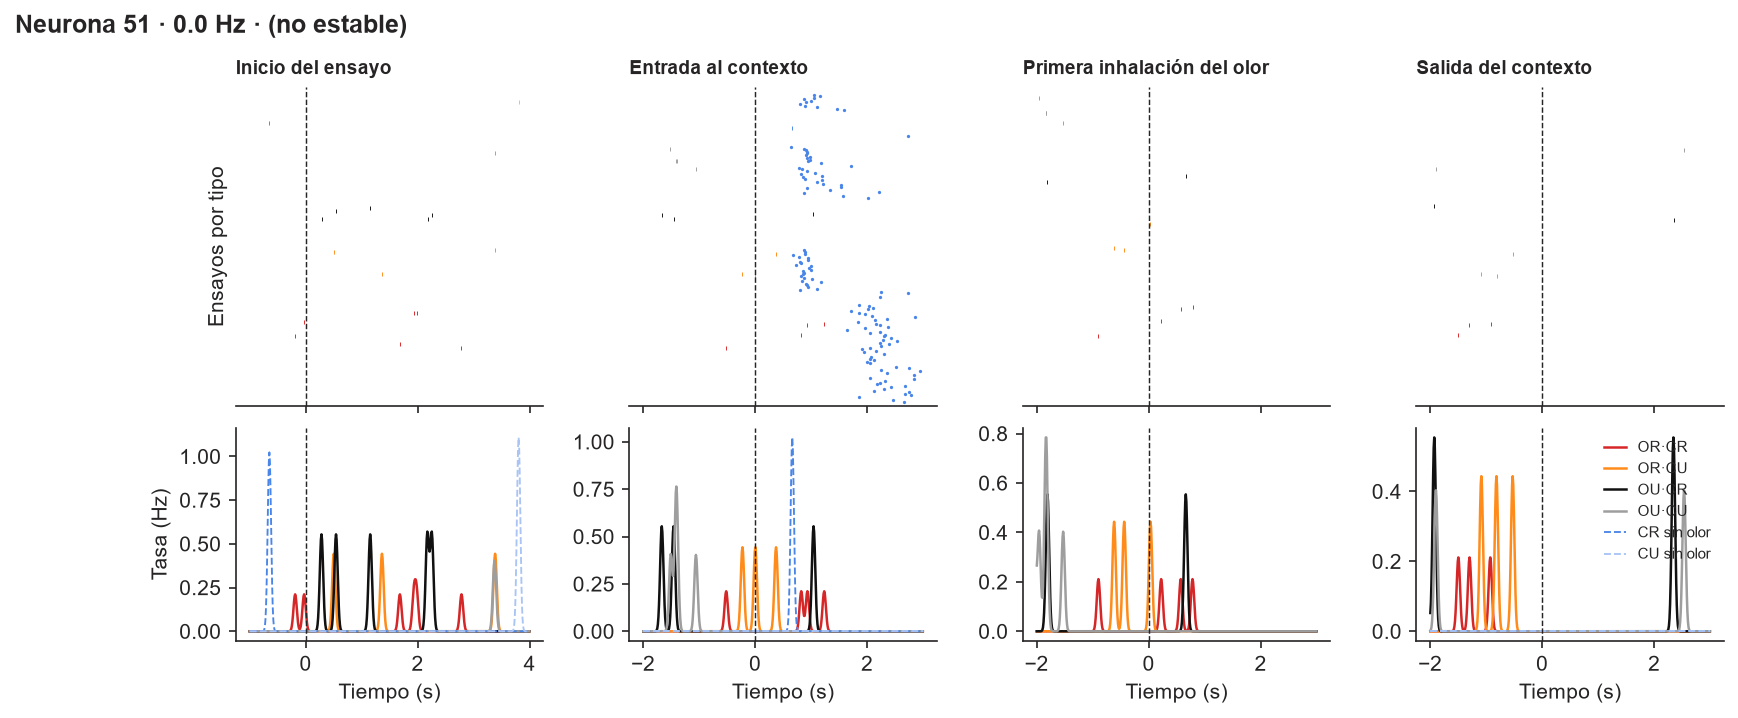 Neurona 51 · 0.0 Hz · (no estable)
Inicio del ensayo
Entrada al contexto
Primera inhalación del olor
Salida del contexto
Ensayos por tipo
Tasa (Hz)
1.00
0.75
0.50
0.25
0.00
1.00
0.75
0.50
0.25
0.00
0.8
0.6
0.4
0.2
0.0
0.4
0.2
0.0
OR·CR
OR·CU
OU·CR
OU·CU
CR sin olor
CU sin olor
0 2 4
−2 0 2
−2 0 2
−2 0 2
Tiempo (s)
Tiempo (s)
Tiempo (s)
Tiempo (s)